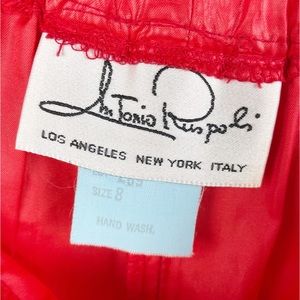 Antonio Ruspoli
LOS ANGELES NEW YORK ITALY
SIZE 8
HAND WASH.